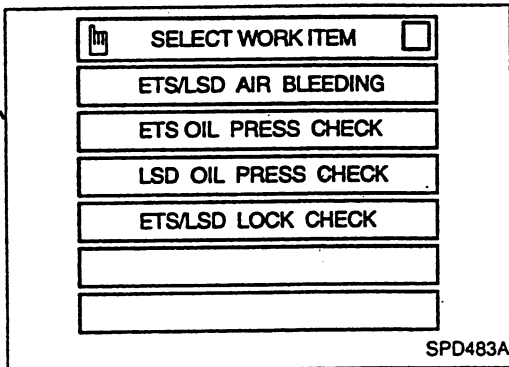 SELECT WORK ITEM
ETS/LSD AIR BLEEDING
ETS OIL PRESS CHECK
LSD OIL PRESS CHECK
ETS/LSD LOCK CHECK
SPD483A